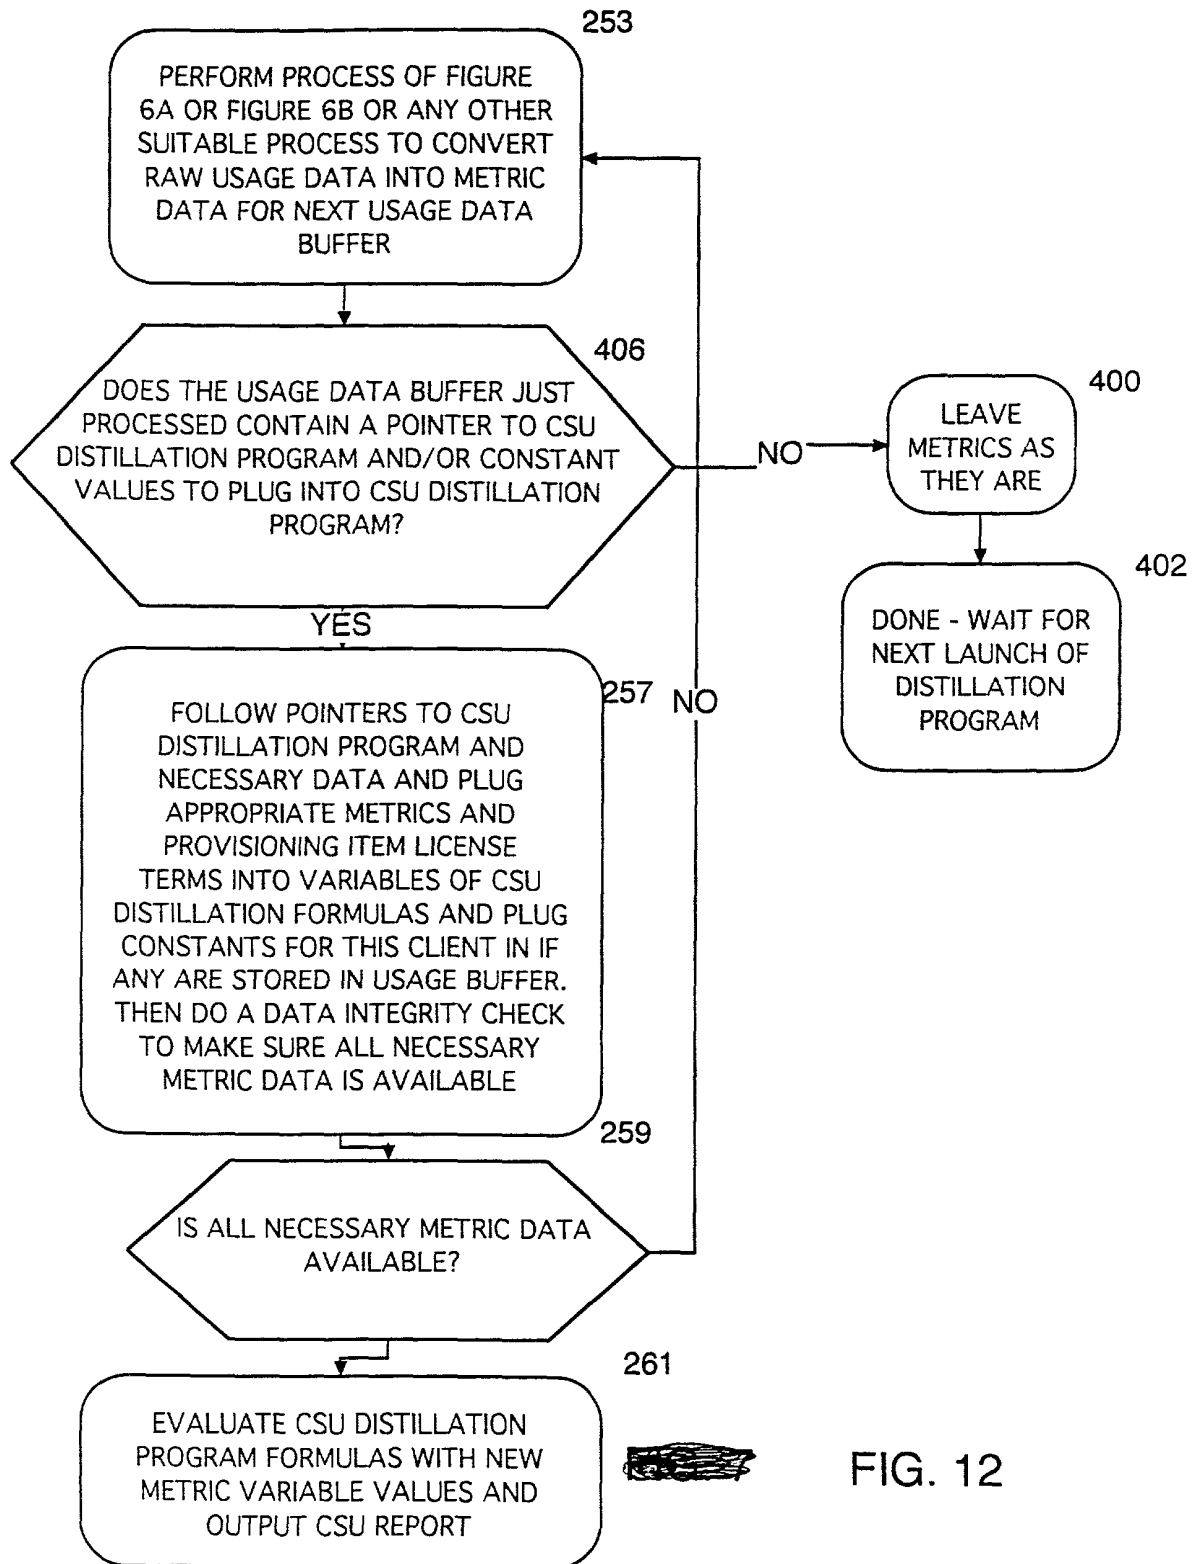 253
PERFORM PROCESS OF FIGURE
6A OR FIGURE 6B OR ANY OTHER
SUITABLE PROCESS TO CONVERT
RAW USAGE DATA INTO METRIC
DATA FOR NEXT USAGE DATA
BUFFER
406
DOES THE USAGE DATA BUFFER JUST
PROCESSED CONTAIN A POINTER TO CSU
DISTILLATION PROGRAM AND/OR CONSTANT
VALUES TO PLUG INTO CSU DISTILLATION
PROGRAM?
NO
400
LEAVE
METRICS AS
THEY ARE
402
DONE - WAIT FOR
NEXT LAUNCH OF
DISTILLATION
PROGRAM
YES
257
NO
FOLLOW POINTERS TO CSU
DISTILLATION PROGRAM AND
NECESSARY DATA AND PLUG
APPROPRIATE METRICS AND
PROVISIONING ITEM LICENSE
TERMS INTO VARIABLES OF CSU
DISTILLATION FORMULAS AND PLUG
CONSTANTS FOR THIS CLIENT IN IF
ANY ARE STORED IN USAGE BUFFER.
THEN DO A DATA INTEGRITY CHECK
TO MAKE SURE ALL NECESSARY
METRIC DATA IS AVAILABLE
259
IS ALL NECESSARY METRIC DATA
AVAILABLE?
261
EVALUATE CSU DISTILLATION
PROGRAM FORMULAS WITH NEW
METRIC VARIABLE VALUES AND
OUTPUT CSU REPORT
FIG. 12